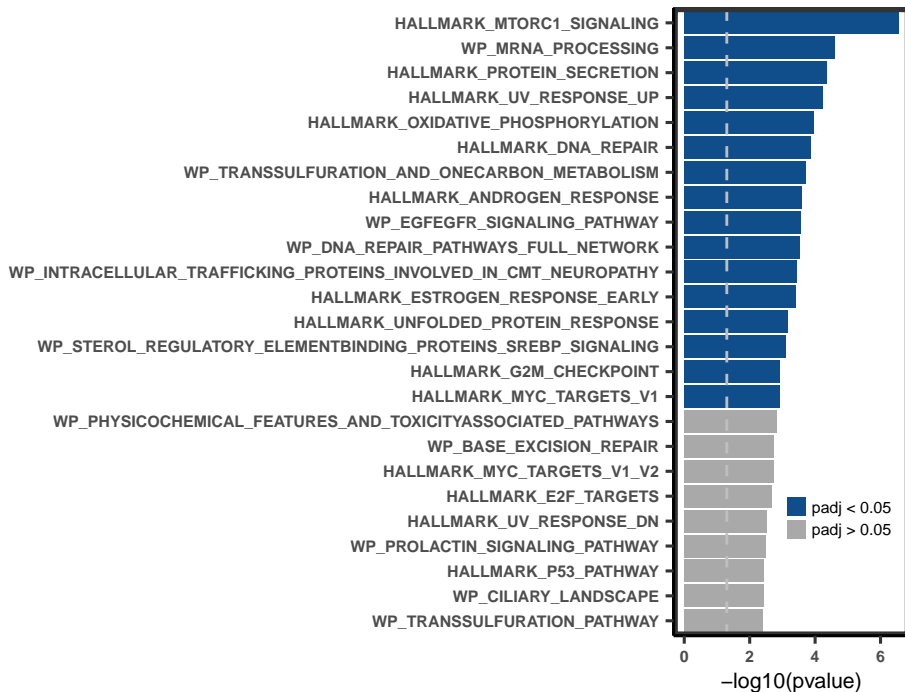 HALLMARK_MTORC1_SIGNALING
WP_MRNA_PROCESSING
HALLMARK_PROTEIN_SECRETION
HALLMARK_UV_RESPONSE_UP
HALLMARK_OXIDATIVE_PHOSPHORYLATION
HALLMARK_DNA_REPAIR
WP_TRANSSULFURATION_AND_ONECARBON_METABOLISM
HALLMARK_ANDROGEN_RESPONSE
WP_EGFEGFR_SIGNALING_PATHWAY
WP_DNA_REPAIR_PATHWAYS_FULL_NETWORK
WP_INTRACELLULAR_TRAFFICKING_PROTEINS_INVOLVED_IN_CMT_NEUROPATHY
HALLMARK_ESTROGEN_RESPONSE_EARLY
HALLMARK_UNFOLDED_PROTEIN_RESPONSE
WP_STEROL_REGULATORY_ELEMENTBINDING_PROTEINS_SREBP_SIGNALING
HALLMARK_G2M_CHECKPOINT
HALLMARK_MYC_TARGETS_V1
WP_PHYSICOCHEMICAL_FEATURES_AND_TOXICITYASSOCIATED_PATHWAYS
WP_BASE_EXCISION_REPAIR
HALLMARK_MYC_TARGETS_V1_V2
HALLMARK_E2F_TARGETS
HALLMARK_UV_RESPONSE_DN
WP_PROLACTIN_SIGNALING_PATHWAY
HALLMARK_P53_PATHWAY
WP_CILIARY_LANDSCAPE
WP_TRANSSULFURATION_PATHWAY
padj < 0.05
padj > 0.05
0 2 4 6
−log10(pvalue)